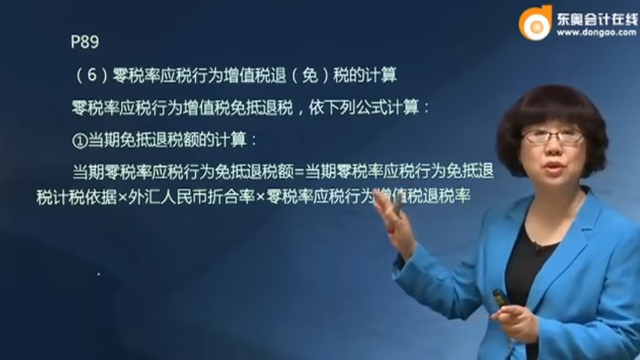 东奥会计在线
www.dongao.com
P89
（6）零税率应税行为增值税退（免）税的计算
零税率应税行为增值税免抵退税，依下列公式计算：
①当期免抵退税额的计算：
当期零税率应税行为免抵退税额=当期零税率应税行为免抵退
税计税依据×外汇人民币折合率×零税率应税行为增值税退税率